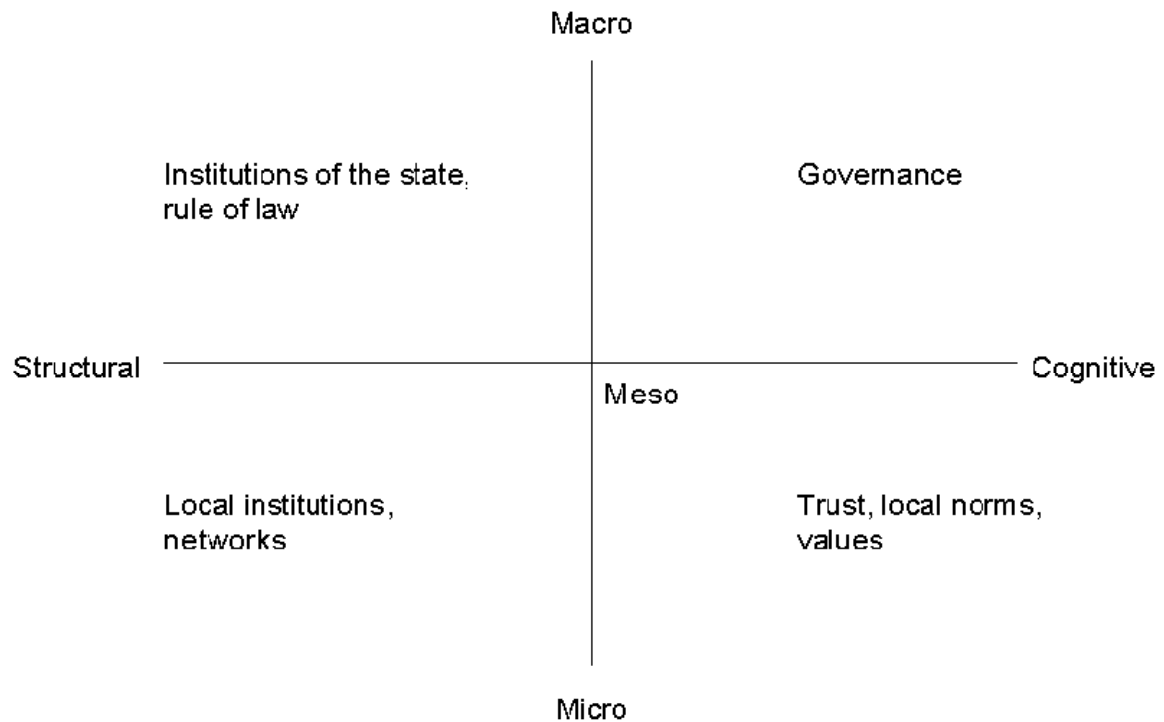 Macro
Institutions of the state,
rule of law
Governance
Structural
Cognitive
Meso
Local institutions,
networks
Trust, local norms,
values
Micro